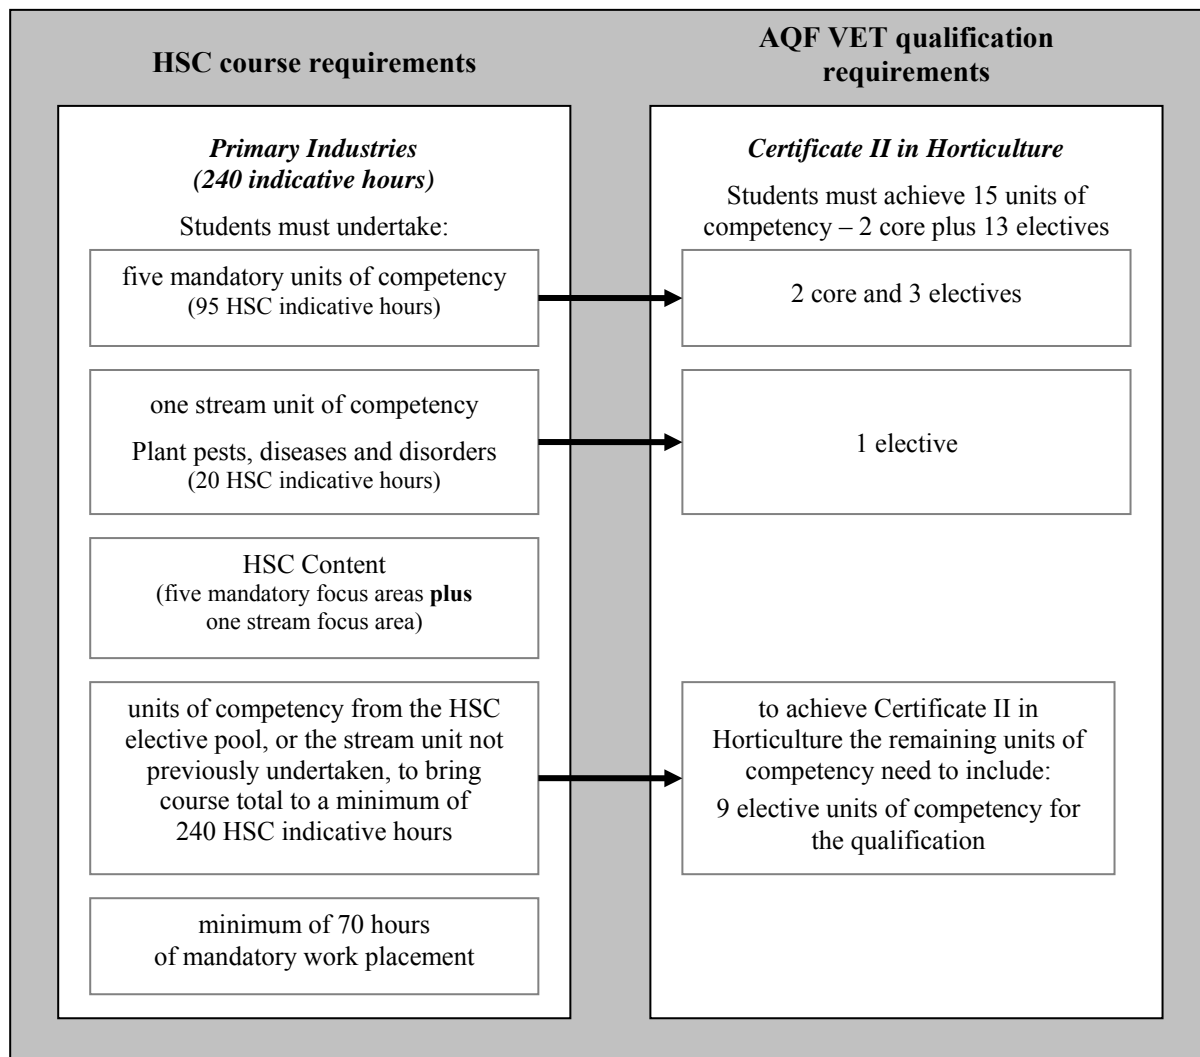 HSC course requirements
Primary Industries
(240 indicative hours)
Students must undertake:
five mandatory units of competency
(95 HSC indicative hours)
one stream unit of competency
Plant pests, diseases and disorders
(20 HSC indicative hours)
HSC Content
(five mandatory focus areas plus
one stream focus area)
units of competency from the HSC
elective pool, or the stream unit not
previously undertaken, to bring
course total to a minimum of
240 HSC indicative hours
minimum of 70 hours
of mandatory work placement
AQF VET qualification
requirements
Certificate II in Horticulture
Students must achieve 15 units of
competency – 2 core plus 13 electives
2 core and 3 electives
1 elective
to achieve Certificate II in
Horticulture the remaining units of
competency need to include:
9 elective units of competency for
the qualification